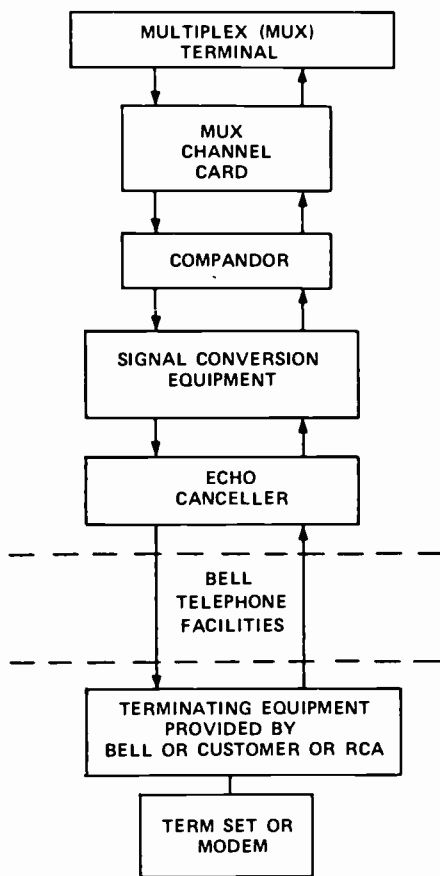 MULTIPLEX (MUX)
TERMINAL
MUX
CHANNEL
CARD
COMPANDOR
SIGNAL CONVERSION
EQUIPMENT
ECHO
CANCELLER
BELL
TELEPHONE
FACILITIES
TERMINATING EQUIPMENT
PROVIDED BY
BELL OR CUSTOMER OR RCA
TERM SET OR
MODEM